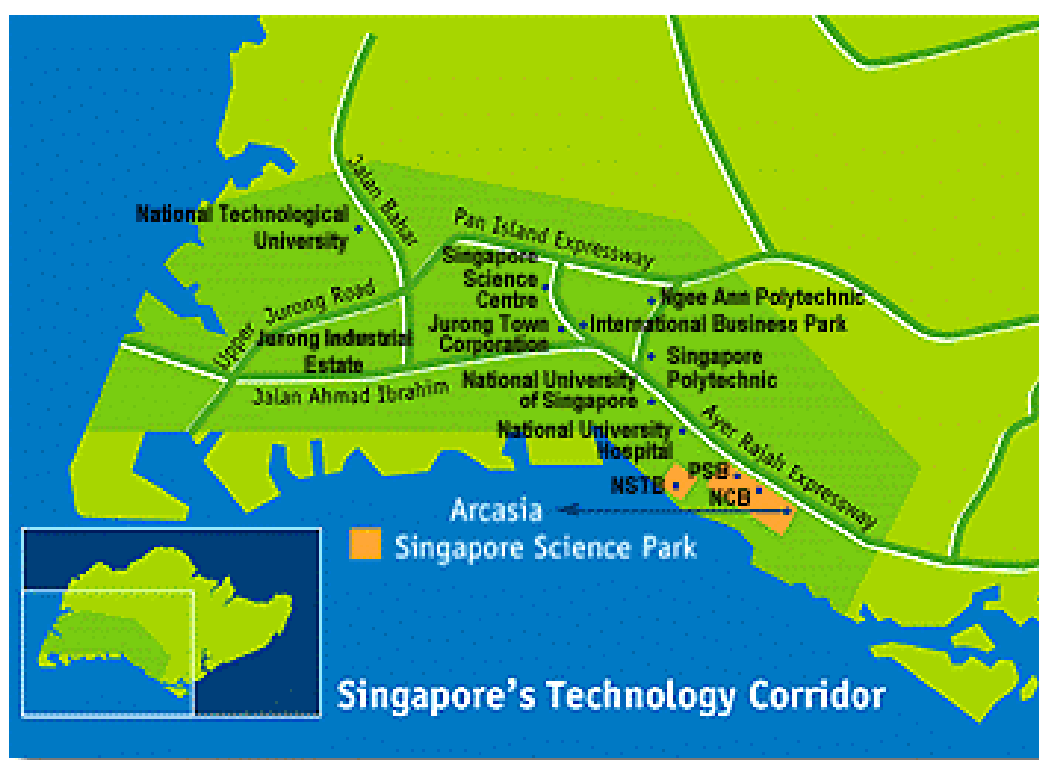 Jalan Bahar
National Technological
University
Pan Island Expressway
Singapore
Science
Centre
Upper Jurong Road
Ngee Ann Polytechnic
Jurong Town
Corporation
International Business Park
Jurong Industrial
Estate
Singapore
Polytechnic
Jalan Ahmad Ibrahim
National University
of Singapore
Ayer Rajah Expressway
National University
Hospital
PSB
NSTB
NCB
Arcasia
Singapore Science Park
Singapore's Technology Corridor